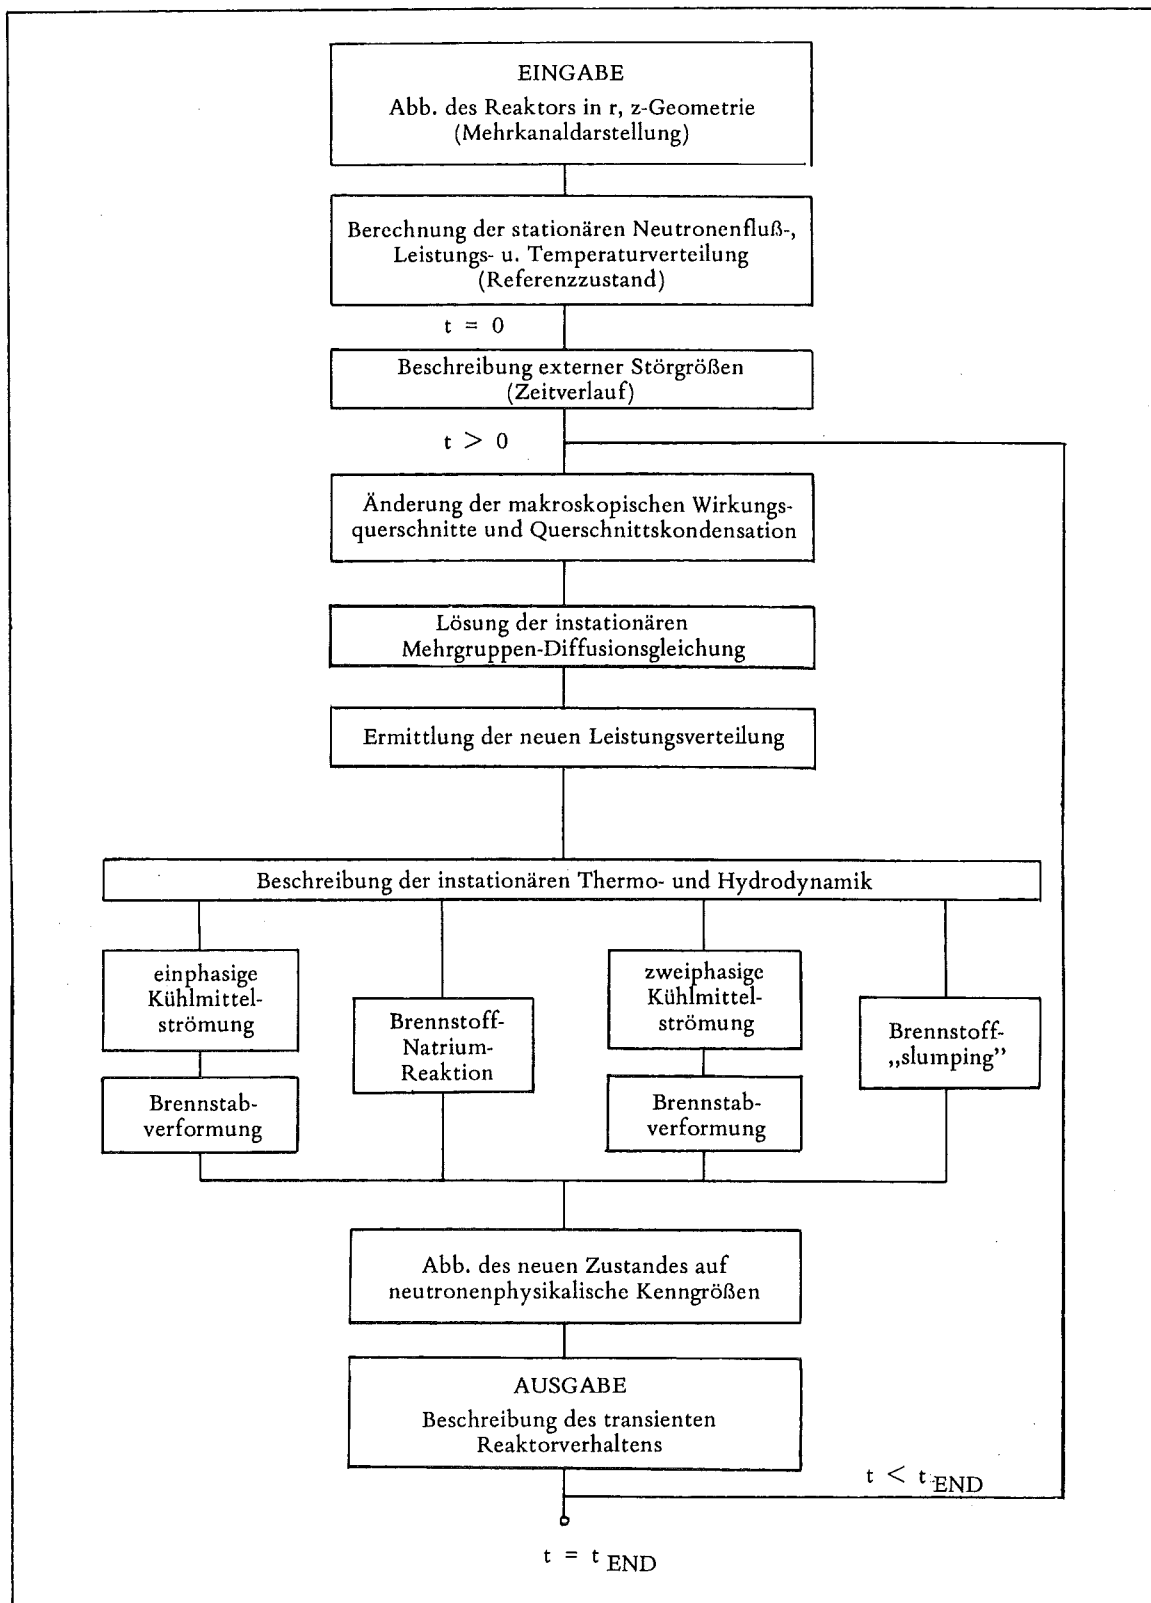 EINGABE
Abb. des Reaktors in r, z-Geometrie
(Mehrkanaldarstellung)
Berechnung der stationären Neutronenfluß-,
Leistungs- u. Temperaturverteilung
(Referenzzustand)
t = 0
Beschreibung externer Störgrößen
(Zeitverlauf)
t > 0
Änderung der makroskopischen Wirkungs-
querschnitte und Querschnittskondensation
Lösung der instationären
Mehrgruppen-Diffusionsgleichung
Ermittlung der neuen Leistungsverteilung
Beschreibung der instationären Thermo- und Hydrodynamik
einphasige
Kühlmittel-
strömung
Brennstab-
verformung
Brennstoff-
Natrium-
Reaktion
zweiphasige
Kühlmittel-
strömung
Brennstab-
verformung
Brennstoff-
„slumping”
Abb. des neuen Zustandes auf
neutronenphysikalische Kenngrößen
AUSGABE
Beschreibung des transienten
Reaktorverhaltens
t < t END
t = t END